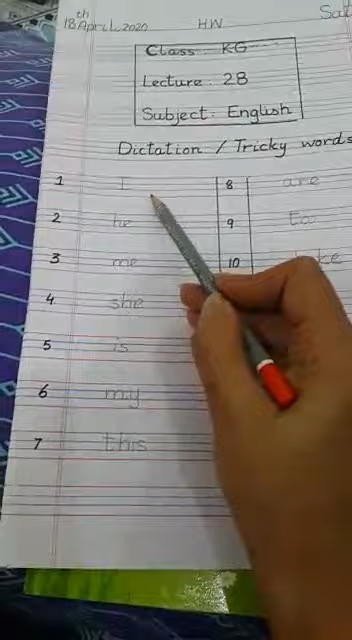 18th April 2020 H.W Sat
Class . KG
Lecture . 28
Subject . English
Dictation / Tricky words
1 I 8 are
2 he 9 to
3 me 10
4 she
5 is
6 my
7 this